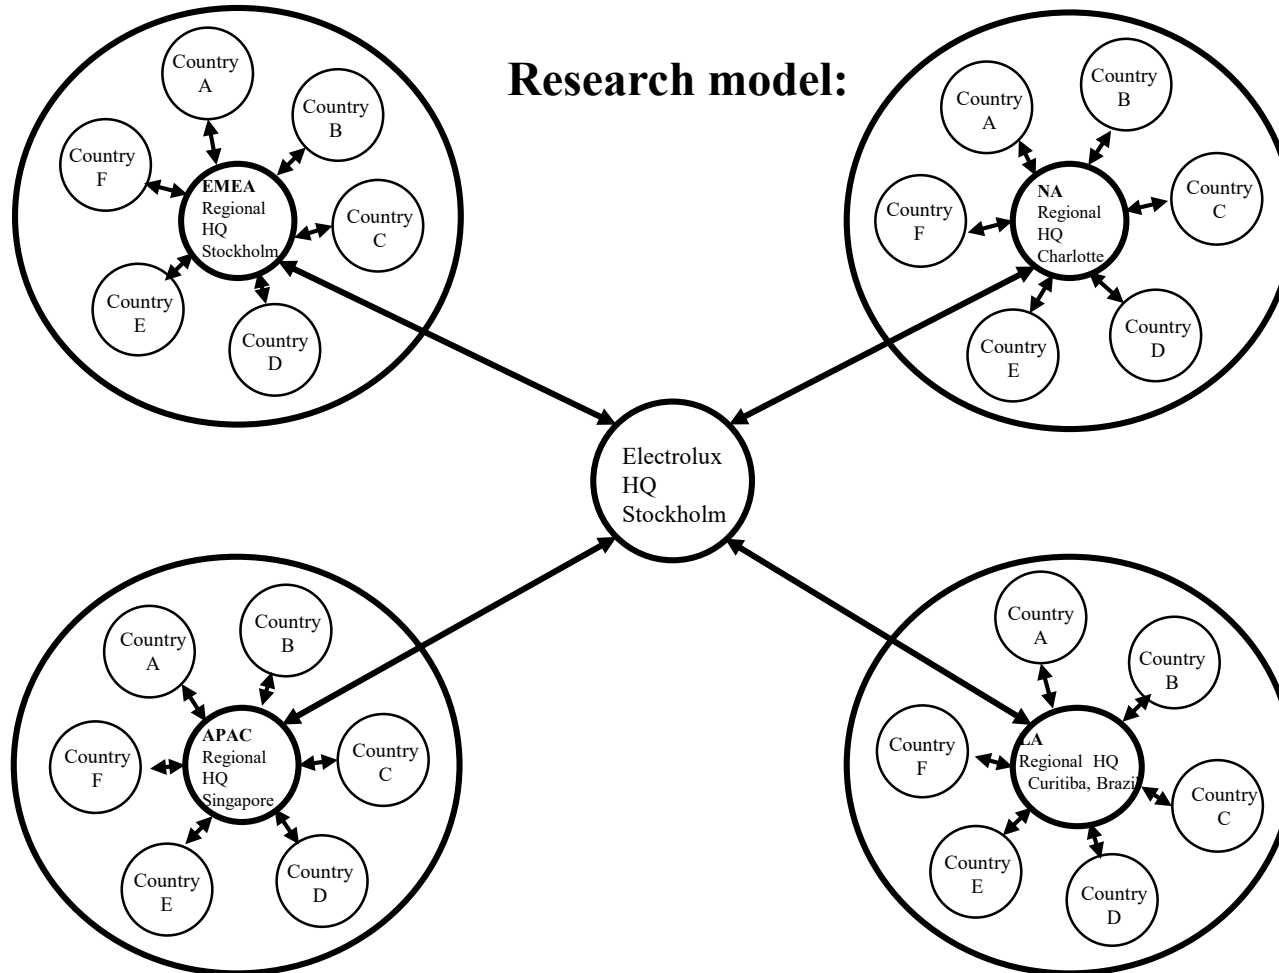 Research model:
Country
A
Country
B
Country
F
Country
C
Country
E
Country
D
EMEA
Regional
HQ
Stockholm
Country
A
Country
B
Country
F
Country
C
Country
E
Country
D
NA
Regional
HQ
Charlotte
Electrolux
HQ
Stockholm
Country
A
Country
B
Country
F
Country
C
Country
E
Country
D
APAC
Regional
HQ
Singapore
Country
A
Country
B
Country
F
Country
C
Country
E
Country
D
LA
Regional HQ
Curitiba, Brazil